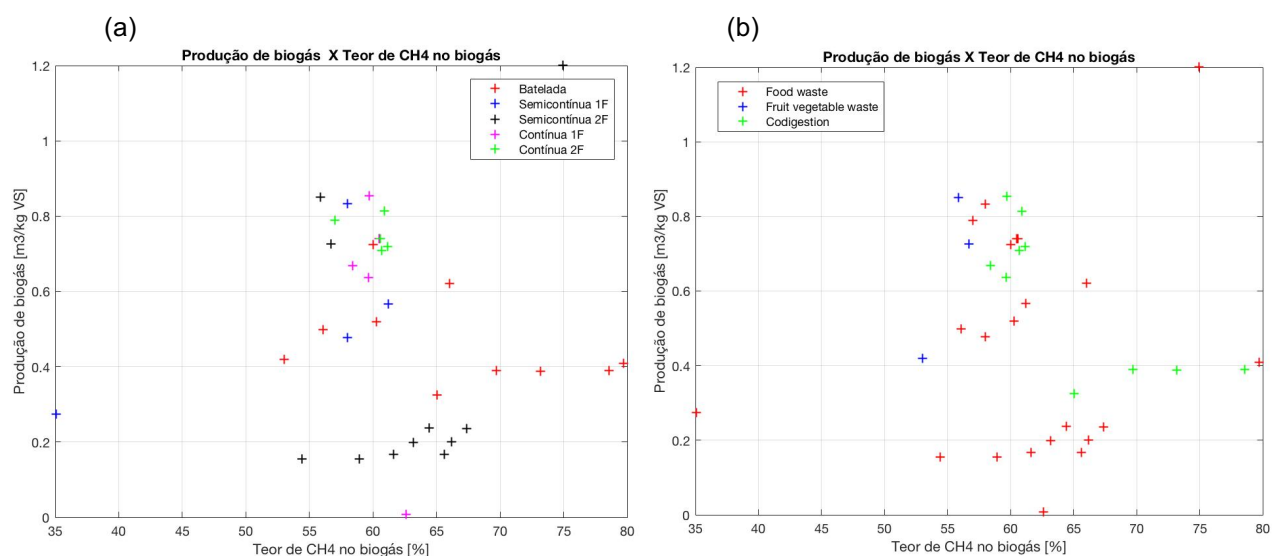 (a)
Produção de biogás X Teor de CH4 no biogás
Batelada
Semicontínua 1F
Semicontínua 2F
Contínua 1F
Contínua 2F
Produção de biogás [m3/kg VS]
1.2
1
0.8
0.6
0.4
0.2
0
35 40 45 50 55 60 65 70 75 80
Teor de CH4 no biogás [%]
(b)
Produção de biogás X Teor de CH4 no biogás
Food waste
Fruit vegetable waste
Codigestion
Produção de biogás [m3/kg VS]
1.2
1
0.8
0.6
0.4
0.2
0
35 40 45 50 55 60 65 70 75 80
Teor de CH4 no biogás [%]